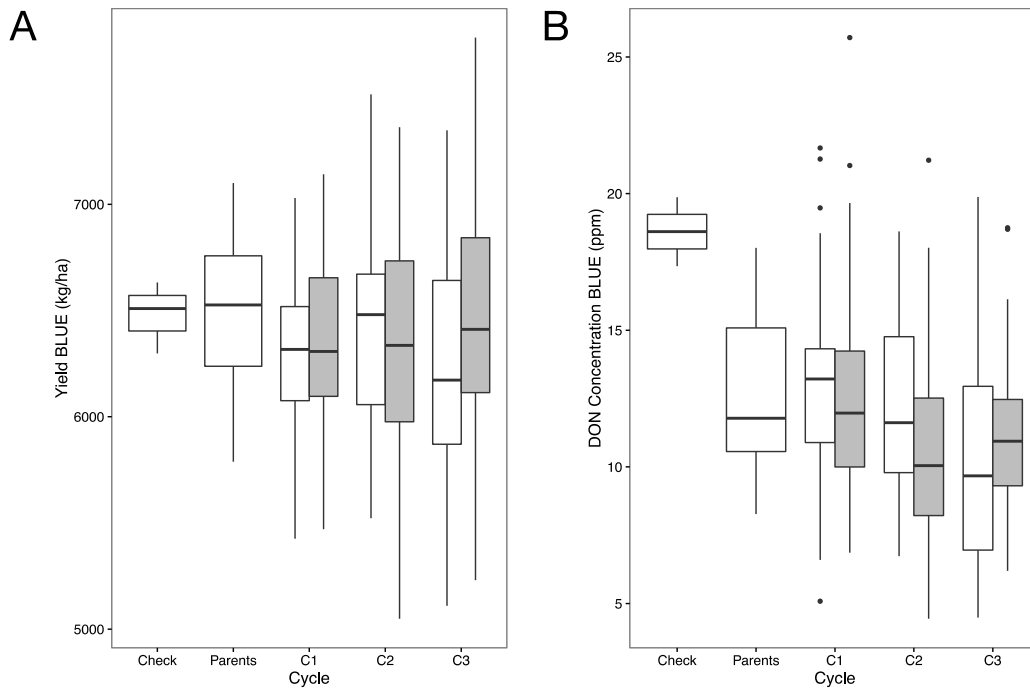 A
Yield BLUE (kg/ha)
7000
6000
5000
Check Parents C1 C2 C3
Cycle
B
DON Concentration BLUE (ppm)
25
20
15
10
5
Check Parents C1 C2 C3
Cycle